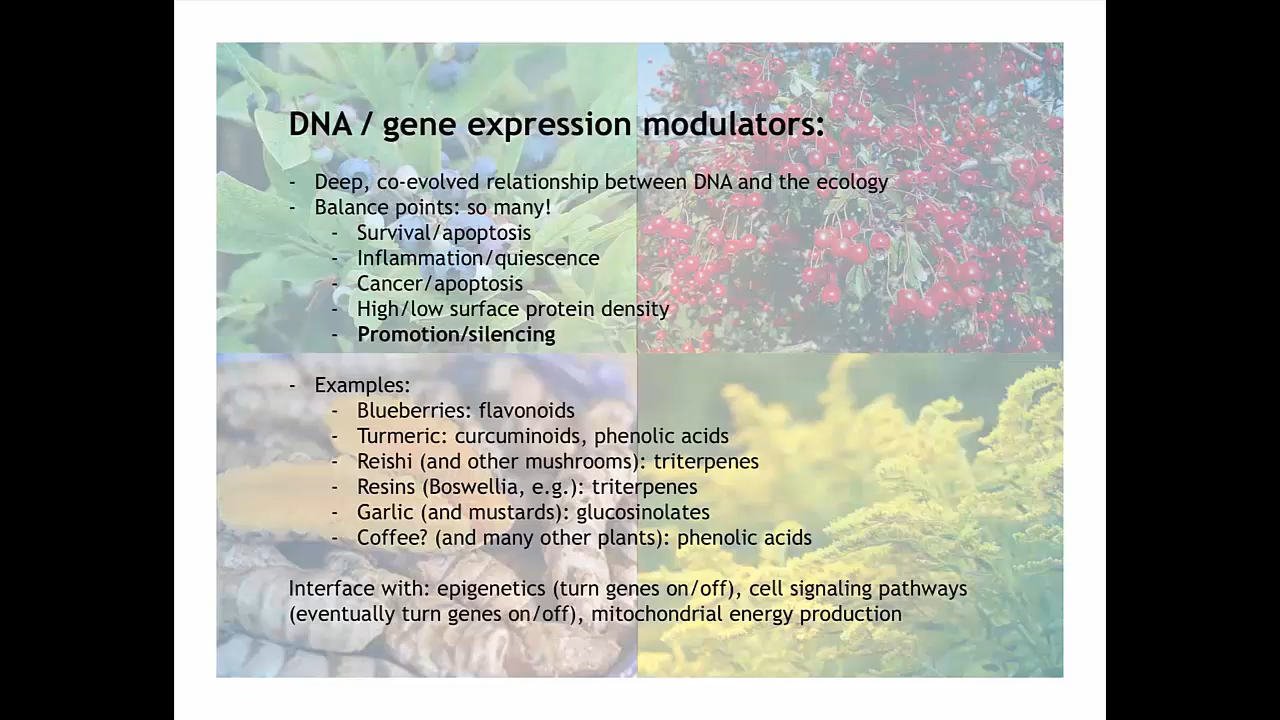 DNA / gene expression modulators:
- Deep, co-evolved relationship between DNA and the ecology
- Balance points: so many!
- Survival/apoptosis
- Inflammation/quiescence
- Cancer/apoptosis
- High/low surface protein density
- Promotion/silencing
- Examples:
- Blueberries: flavonoids
- Turmeric: curcuminoids, phenolic acids
- Reishi (and other mushrooms): triterpenes
- Resins (Boswellia, e.g.): triterpenes
- Garlic (and mustards): glucosinolates
- Coffee? (and many other plants): phenolic acids
Interface with: epigenetics (turn genes on/off), cell signaling pathways
(eventually turn genes on/off), mitochondrial energy production